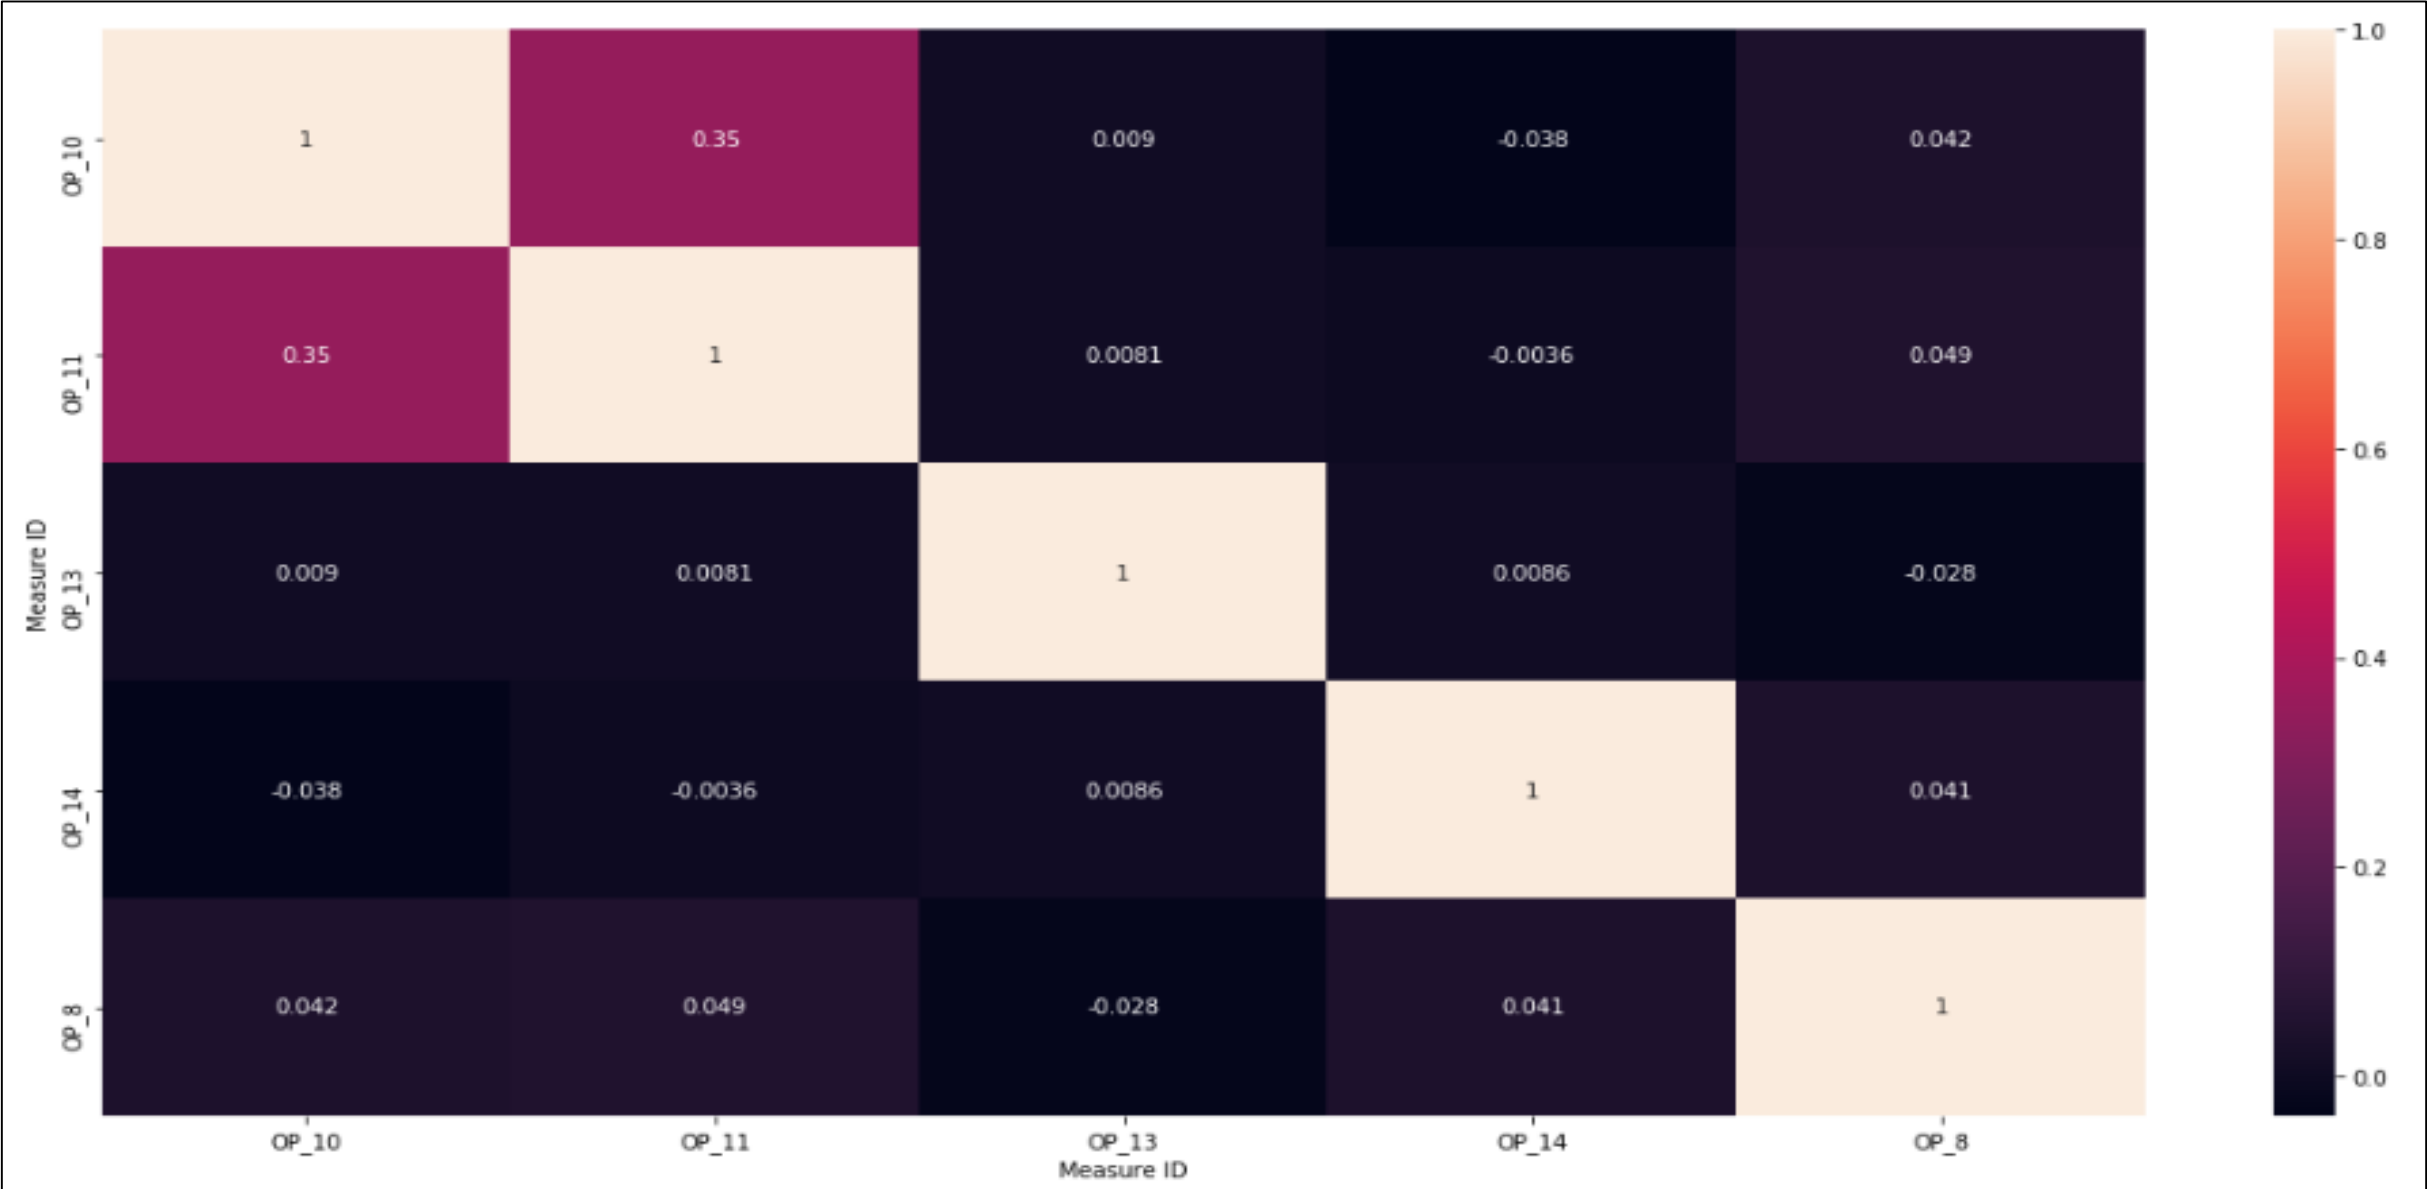 1.0
OP_10
1 0.35 0.009 -0.038 0.042
0.8
OP_11
0.35 1 0.0081 -0.0036 0.049
0.6
Measure ID
OP_13
0.009 0.0081 1 0.0086 -0.028
0.4
OP_14
-0.038 -0.0036 0.0086 1 0.041
0.2
OP_8
0.042 0.049 -0.028 0.041 1
0.0
OP_10 OP_11 OP_13 OP_14 OP_8
Measure ID